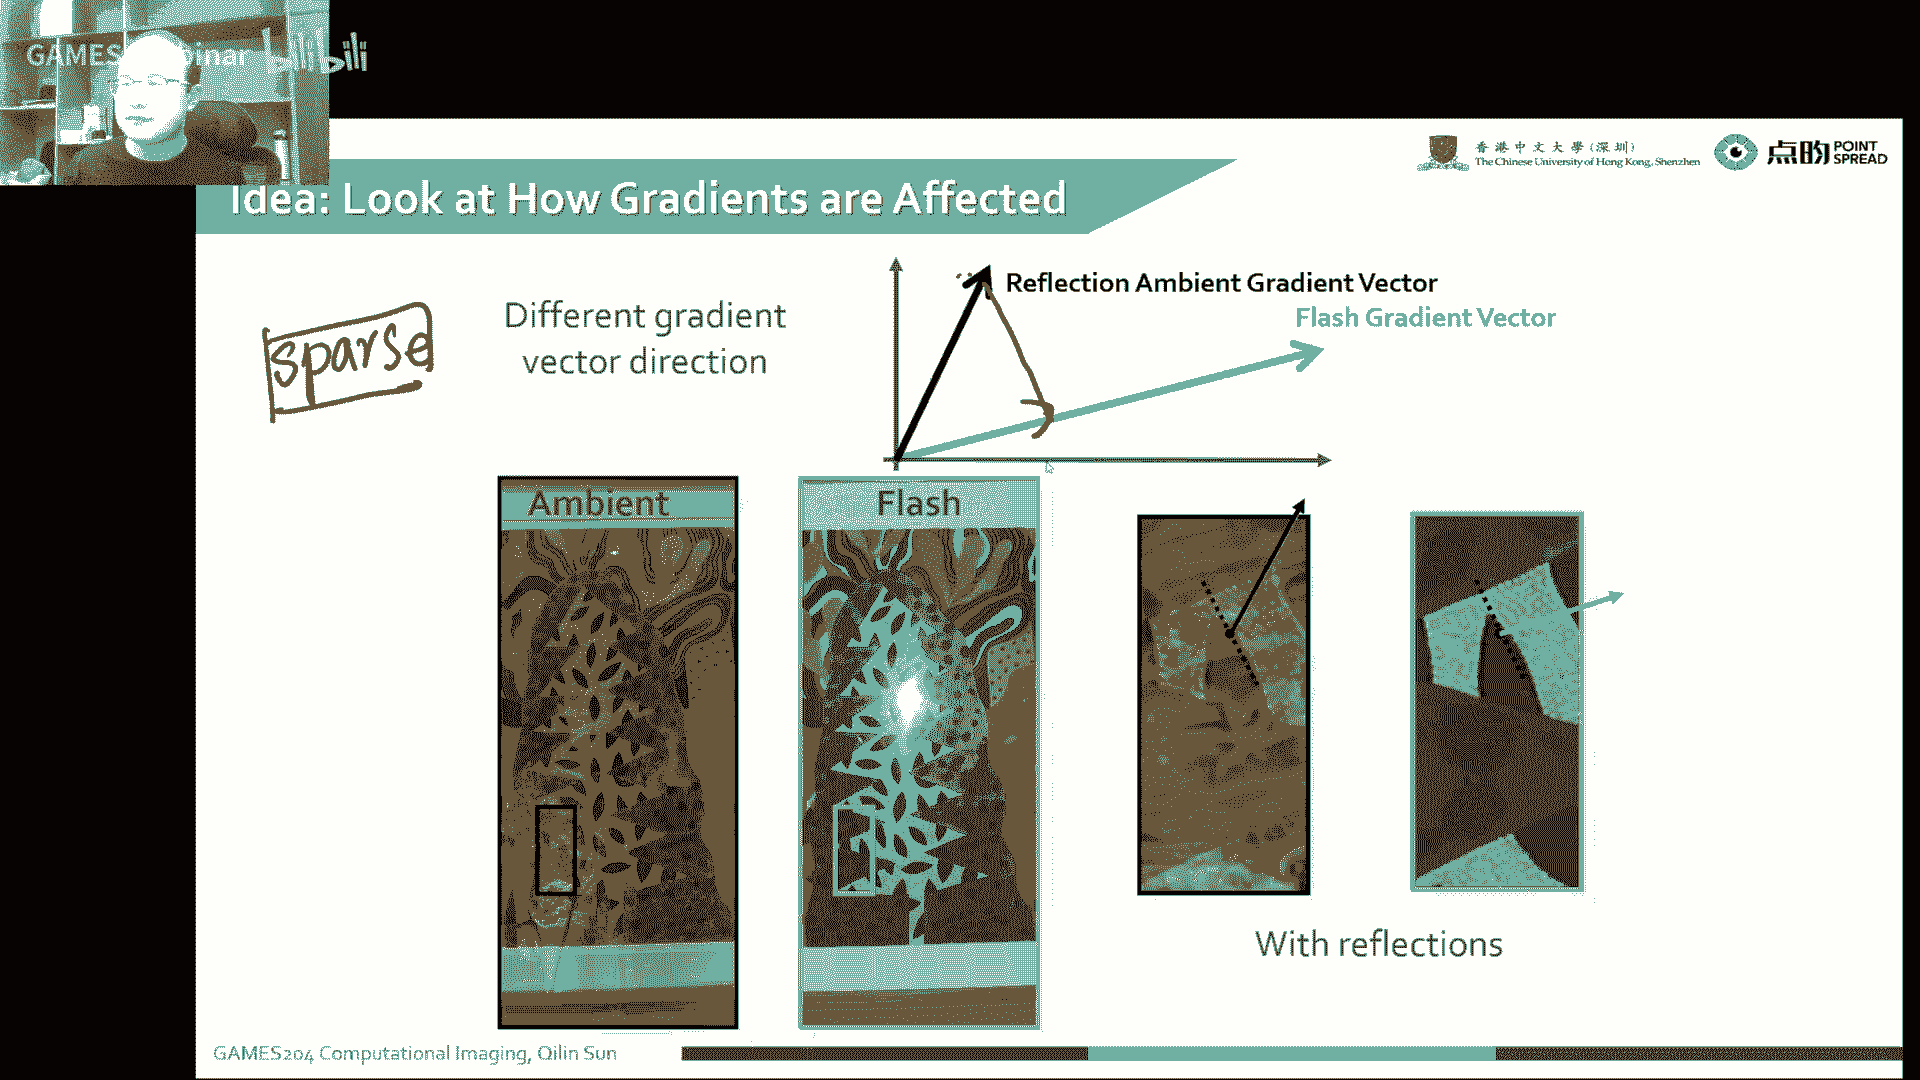 GAMES Webinar bilibili
香港中文大學(深圳)
The Chinese University of Hong Kong, Shenzhen
点昀 POINT
SPREAD
Idea: Look at How Gradients are Affected
Reflection Ambient Gradient Vector
Flash Gradient Vector
Different gradient
vector direction
sparse
Ambient
Flash
With reflections
GAMES204 Computational Imaging, Qilin Sun